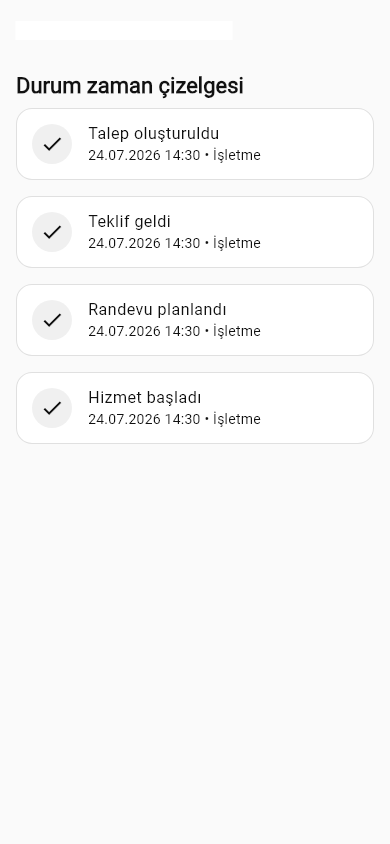 Durum zaman çizelgesi
Talep oluşturuldu
24.07.2026 14:30 • İşletme
Teklif geldi
24.07.2026 14:30 • İşletme
Randevu planlandı
24.07.2026 14:30 • İşletme
Hizmet başladı
24.07.2026 14:30 • İşletme